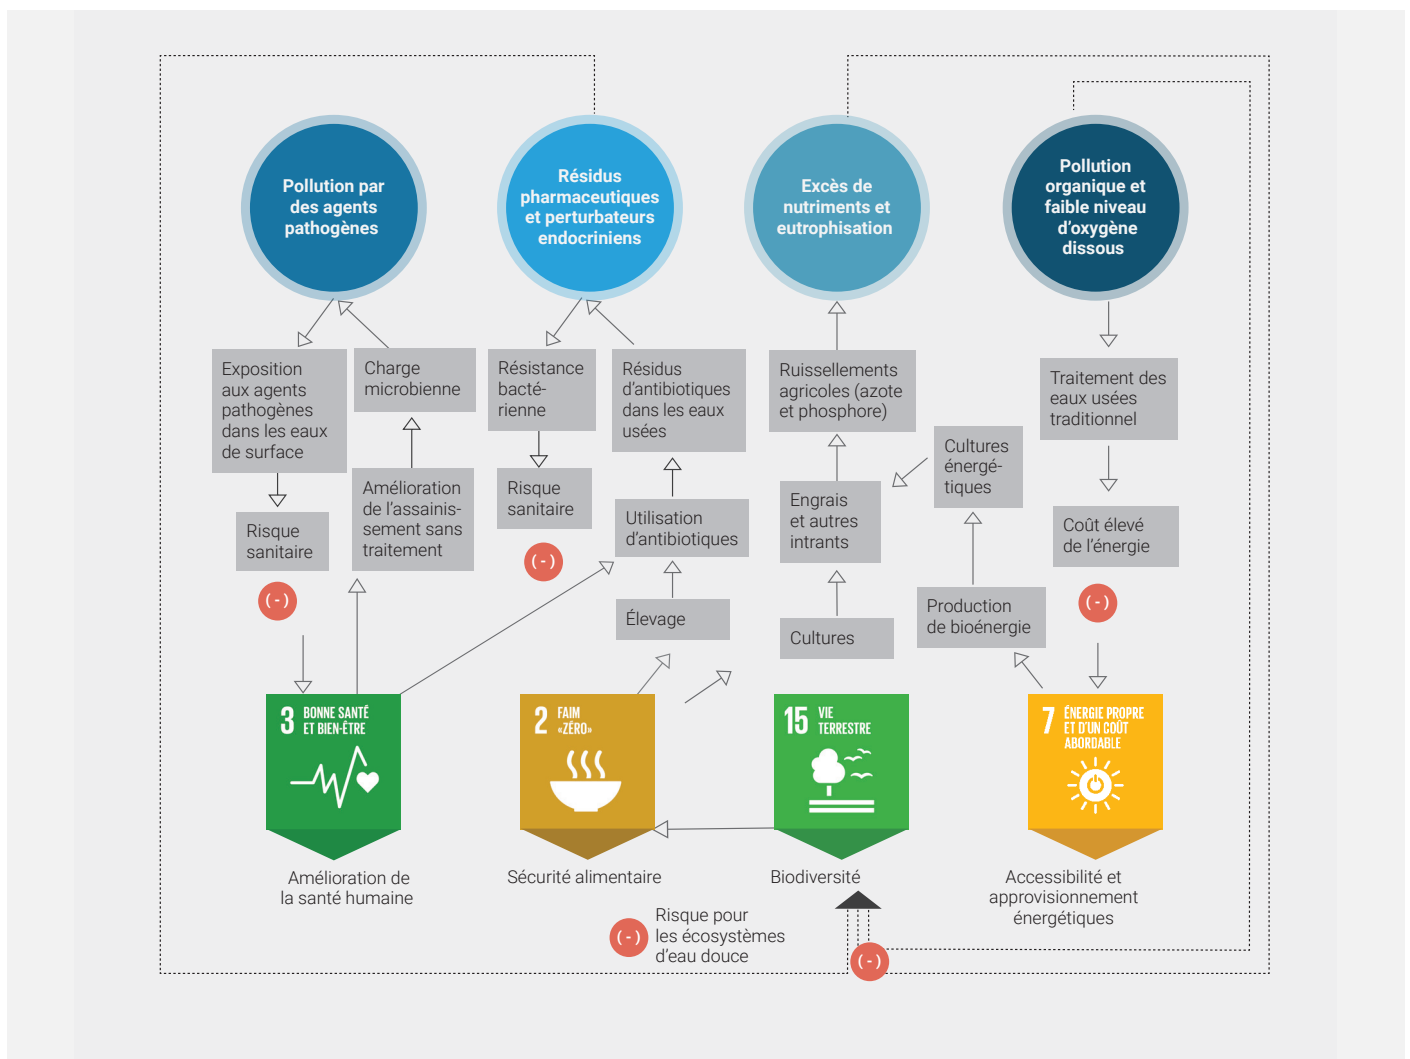 Pollution par
des agents
pathogènes
Résidus
pharmaceutiques
et perturbateurs
endocriniens
Excès de
nutriments et
eutrophisation
Pollution
organique et
faible niveau
d'oxygène
dissous
Exposition
aux agents
pathogènes
dans les eaux
de surface
Charge
microbienne
Résistance
bacté-
rienne
Résidus
d'antibiotiques
dans les eaux
usées
Ruissellements
agricoles (azote
et phosphore)
Traitement des
eaux usées
traditionnel
Cultures
énergé-
tiques
Risque
sanitaire
(-)
Amélioration
de l'assainis-
sement sans
traitement
Risque
sanitaire
(-)
Utilisation
d'antibiotiques
Engrais
et autres
intrants
Coût élevé
de l'énergie
(-)
Élevage
Cultures
Production
de bioénergie
3 BONNE SANTÉ
ET BIEN-ÊTRE
2 FAIM
«ZÉRO»
15 VIE
TERRESTRE
7 ÉNERGIE PROPRE
ET D'UN COÛT
ABORDABLE
Amélioration de
la santé humaine
Sécurité alimentaire
Biodiversité
Accessibilité et
approvisionnement
énergétiques
(-)
Risque pour
les écosystèmes
d'eau douce
(-)